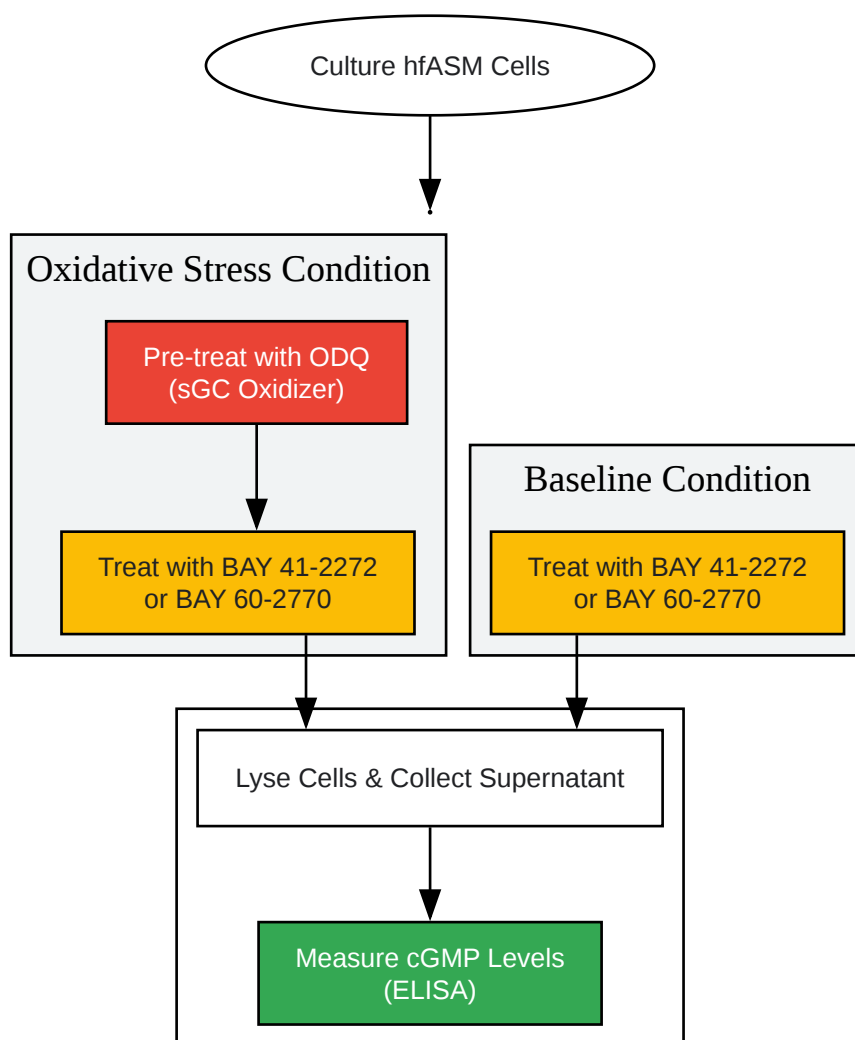 Culture hfASM Cells
Oxidative Stress Condition
Pre-treat with ODQ
(sGC Oxidizer)
Baseline Condition
Treat with BAY 41-2272
or BAY 60-2770
Treat with BAY 41-2272
or BAY 60-2770
Lyse Cells & Collect Supernatant
Measure cGMP Levels
(ELISA)